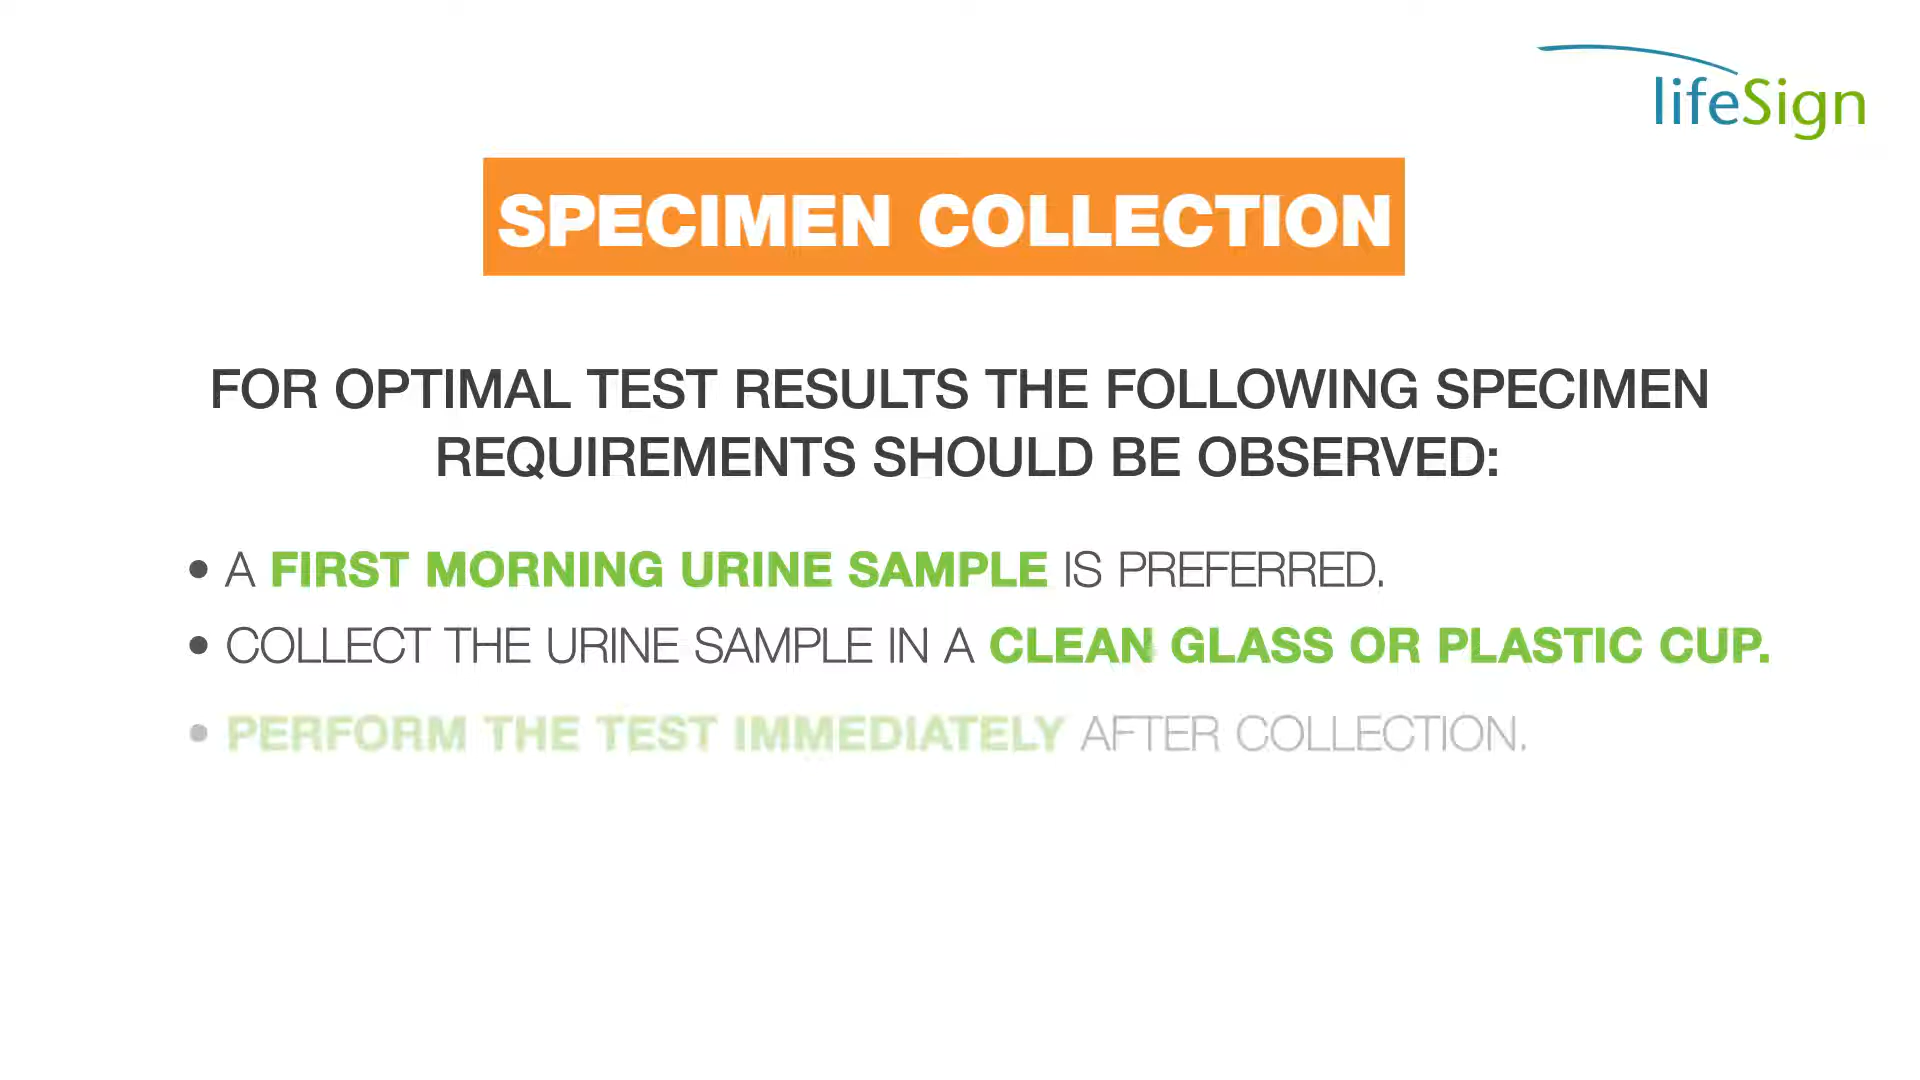 lifeSign
SPECIMEN COLLECTION
FOR OPTIMAL TEST RESULTS THE FOLLOWING SPECIMEN
REQUIREMENTS SHOULD BE OBSERVED:
• A FIRST MORNING URINE SAMPLE IS PREFERRED.
• COLLECT THE URINE SAMPLE IN A CLEAN GLASS OR PLASTIC CUP.
• PERFORM THE TEST IMMEDIATELY AFTER COLLECTION.